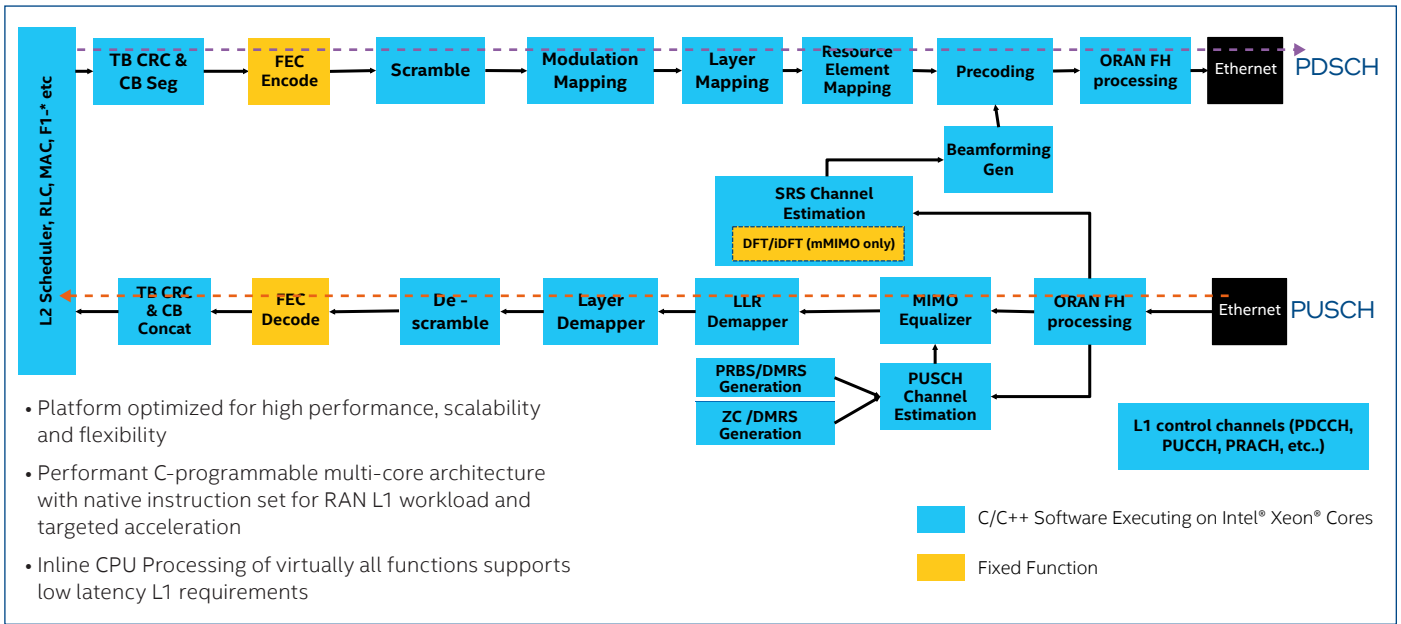 L2 Scheduler, RLC, MAC, F1-* etc
TB CRC &
CB Seg
FEC
Encode
Scramble
Modulation
Mapping
Layer
Mapping
Resource
Element
Mapping
Precoding
ORAN FH
processing
Ethernet
PDSCH
Beamforming
Gen
SRS Channel
Estimation
DFT/iDFT (mMIMO only)
TB CRC
& CB
Concat
FEC
Decode
De –
scramble
Layer
Demapper
LLR
Demapper
MIMO
Equalizer
ORAN FH
processing
Ethernet
PUSCH
PRBS/DMRS
Generation
ZC /DMRS
Generation
PUSCH
Channel
Estimation
L1 control channels (PDCCH,
PUCCH, PRACH, etc..)
• Platform optimized for high performance, scalability
and flexibility
• Performant C-programmable multi-core architecture
with native instruction set for RAN L1 workload and
targeted acceleration
• Inline CPU Processing of virtually all functions supports
low latency L1 requirements
C/C++ Software Executing on Intel® Xeon® Cores
Fixed Function